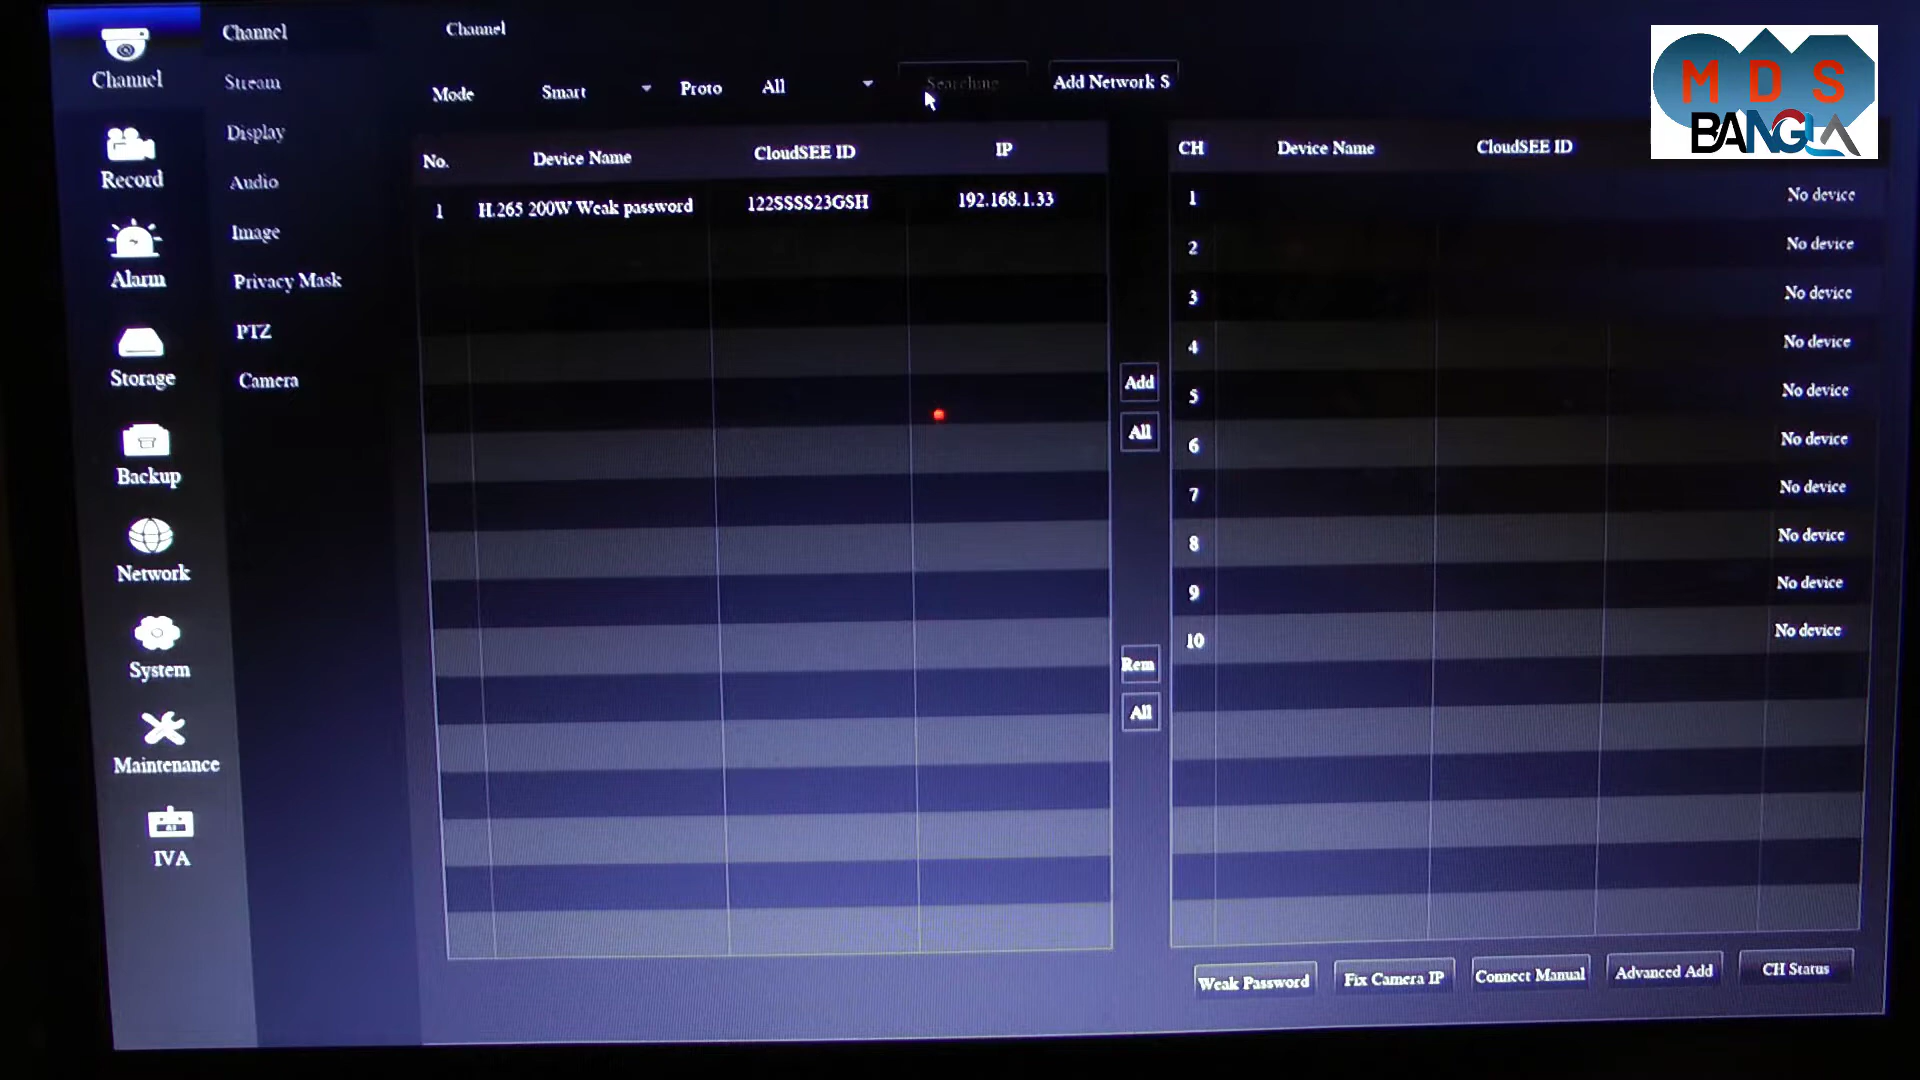 Channel
Record
Alarm
Storage
Backup
Network
System
Maintenance
IVA
Channel
Stream
Display
Audio
Image
Privacy Mask
PTZ
Camera
Channel
Mode Smart Proto All Searching Add Network S
No. Device Name CloudSEE ID IP
1 H.265 200W Weak password 122SSSS23GSH 192.168.1.33
Add
All
Rem
All
CH Device Name CloudSEE ID
1 No device
2 No device
3 No device
4 No device
5 No device
6 No device
7 No device
8 No device
9 No device
10 No device
Weak Password Fix Camera IP Connect Manual Advanced Add CH Status
MDS
BANGLA